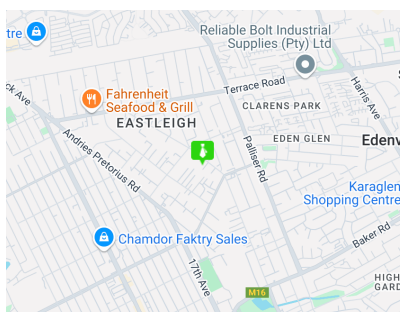 tre
Reliable Bolt Industrial
Supplies (Pty) Ltd
ck Ave
Fahrenheit
Seafood & Grill
Terrace Road
Harris Ave
CLARENS PARK
EASTLEIGH
EDEN GLEN
Edenv
Andries Pretorius Rd
Palliser Rd
Karaglen
Shopping Centre
Chamdor Faktry Sales
Baker Rd
17th Ave
HIGH
GARD
M16